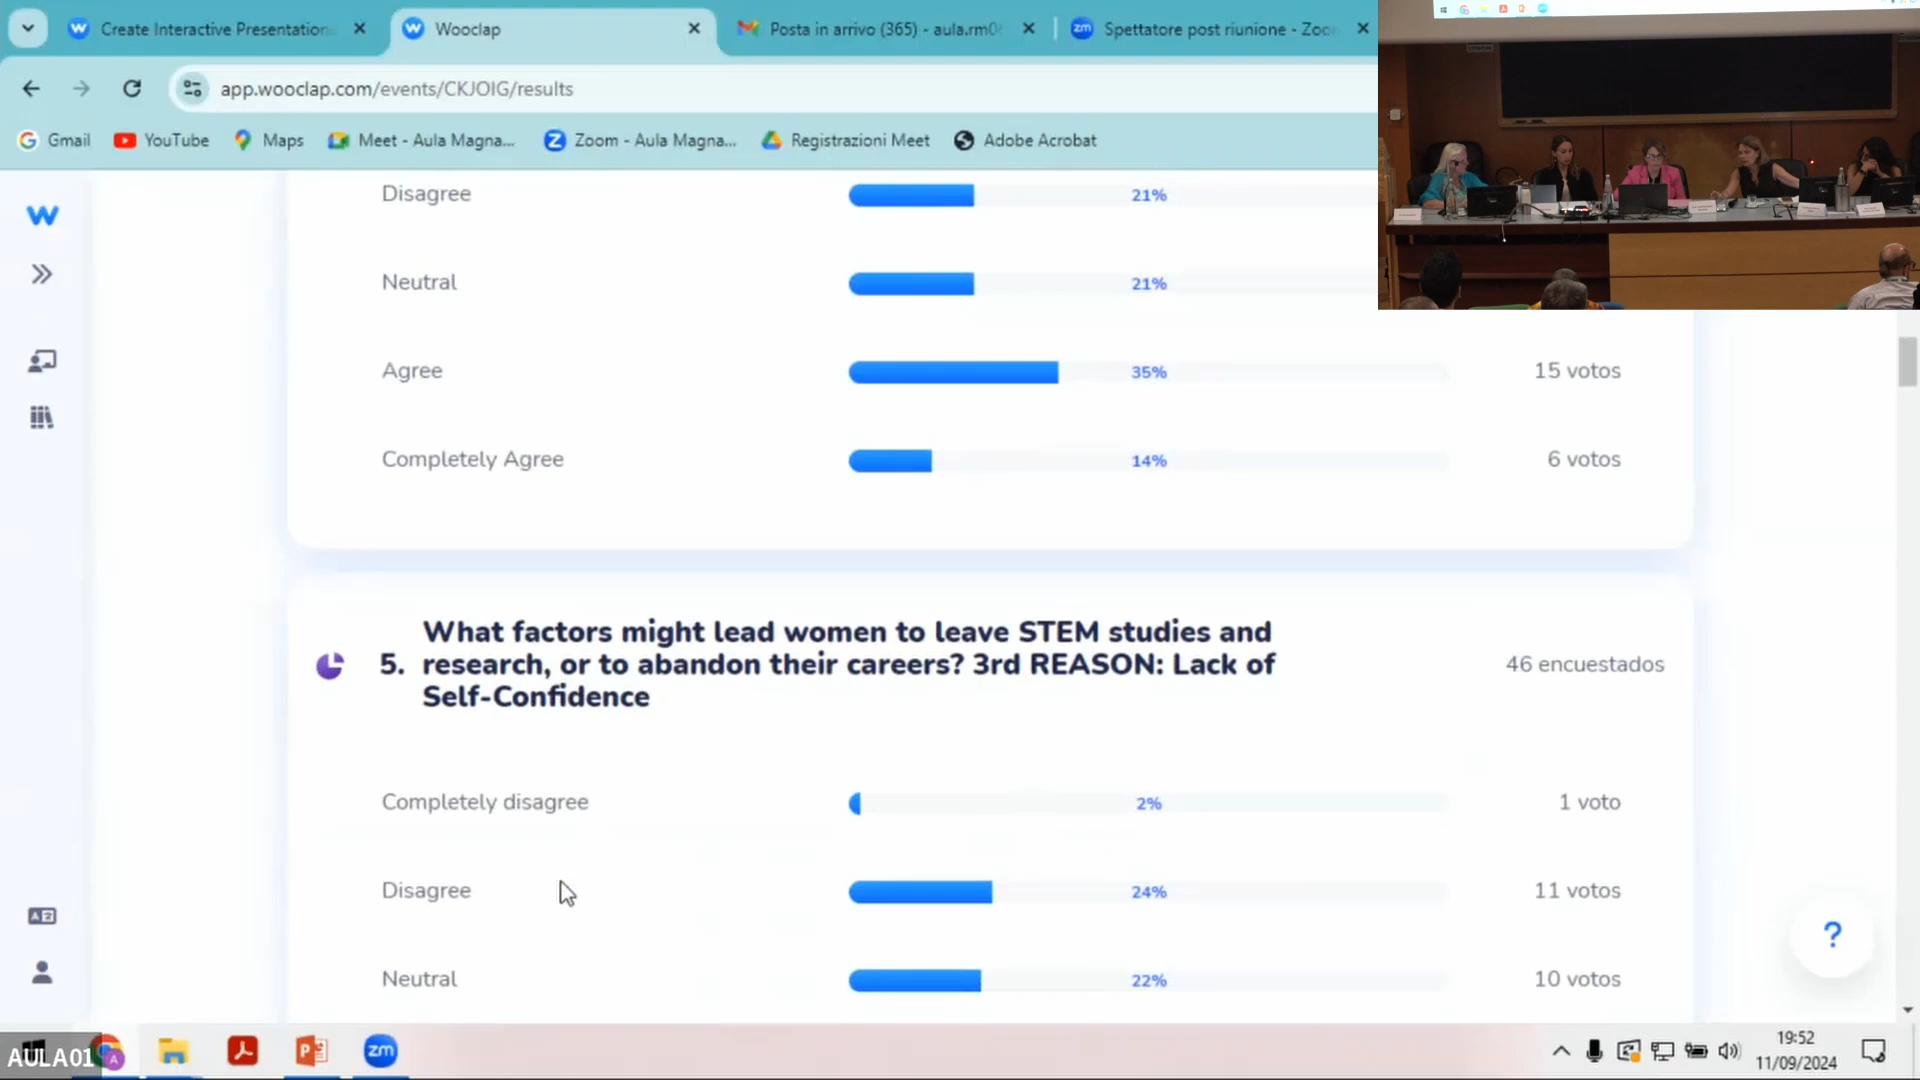 Create Interactive Presentation
Wooclap
Posta in arrivo (365) - aula.rm0
Spettatore post riunione - Zoo
app.wooclap.com/events/CKJOIG/results
Gmail
YouTube
Maps
Meet - Aula Magna...
Zoom - Aula Magna...
Registrazioni Meet
Adobe Acrobat
Disagree 21%
Neutral 21%
Agree 35% 15 votos
Completely Agree 14% 6 votos
5. What factors might lead women to leave STEM studies and
research, or to abandon their careers? 3rd REASON: Lack of
Self-Confidence
46 encuestados
Completely disagree 2% 1 voto
Disagree 24% 11 votos
Neutral 22% 10 votos
?
AULA01
zm
19:52
11/09/2024